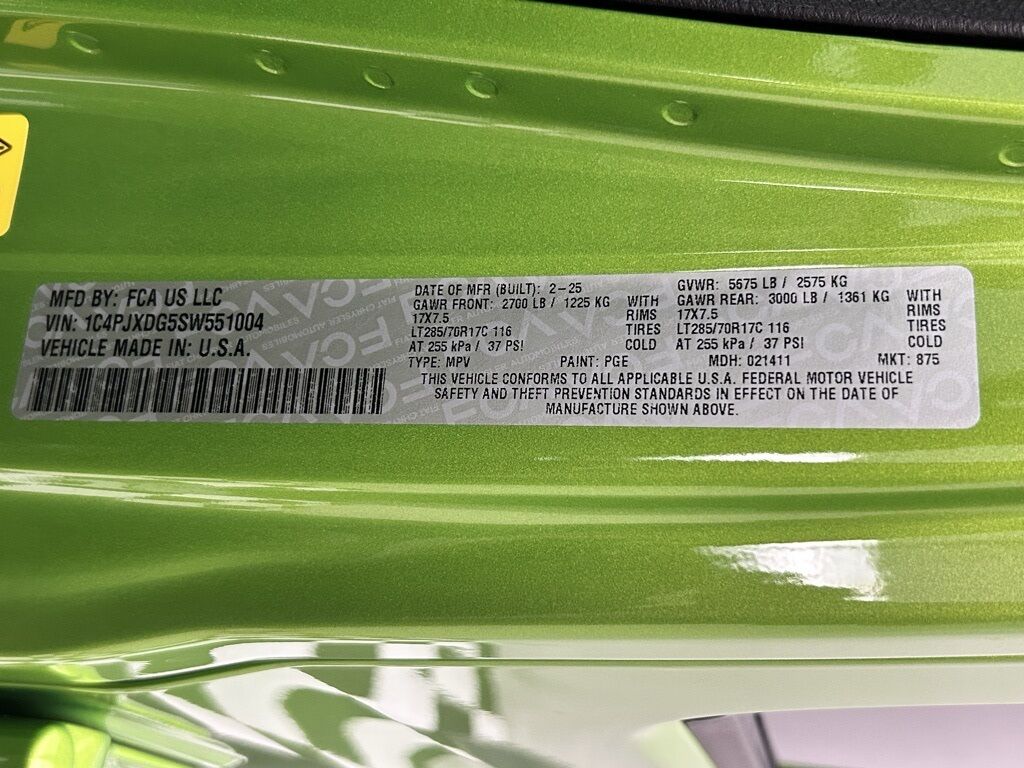 MFD BY: FCA US LLC
VIN: 1C4PJXDG5SW551004
VEHICLE MADE IN: U.S.A.
DATE OF MFR (BUILT): 2-25
GAWR FRONT: 2700 LB / 1225 KG WITH
17X7.5 RIMS
LT285/70R17C 116 TIRES
AT 255 kPa / 37 PSI COLD
GVWR: 5675 LB / 2575 KG
GAWR REAR: 3000 LB / 1361 KG WITH
17X7.5 RIMS
LT285/70R17C 116 TIRES
AT 255 kPa / 37 PSI COLD
TYPE: MPV PAINT: PGE MDH: 021411 MKT: 875
THIS VEHICLE CONFORMS TO ALL APPLICABLE U.S.A. FEDERAL MOTOR VEHICLE
SAFETY AND THEFT PREVENTION STANDARDS IN EFFECT ON THE DATE OF
MANUFACTURE SHOWN ABOVE.